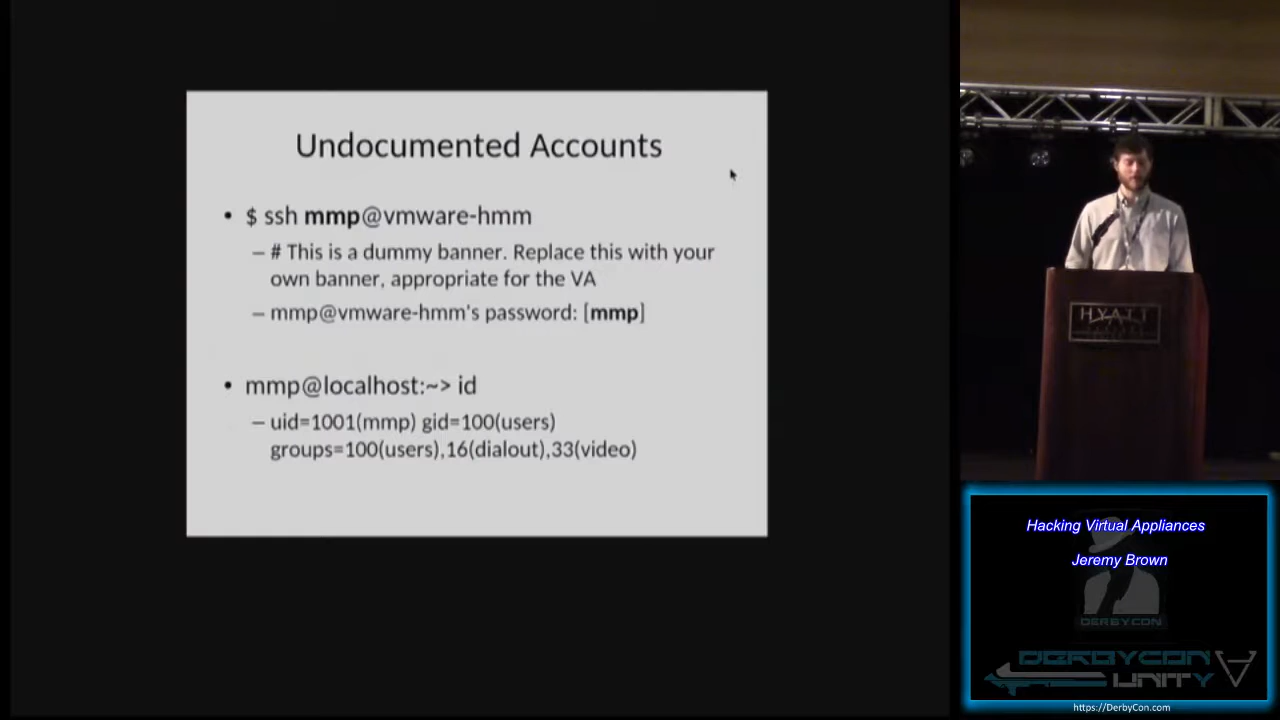 Undocumented Accounts
• $ ssh mmp@vmware-hmm
– # This is a dummy banner. Replace this with your
own banner, appropriate for the VA
– mmp@vmware-hmm's password: [mmp]
• mmp@localhost:~> id
– uid=1001(mmp) gid=100(users)
groups=100(users),16(dialout),33(video)
HYATT
Hacking Virtual Appliances
Jeremy Brown
DERBYCON
DERBYCON
UNITY
https://DerbyCon.com